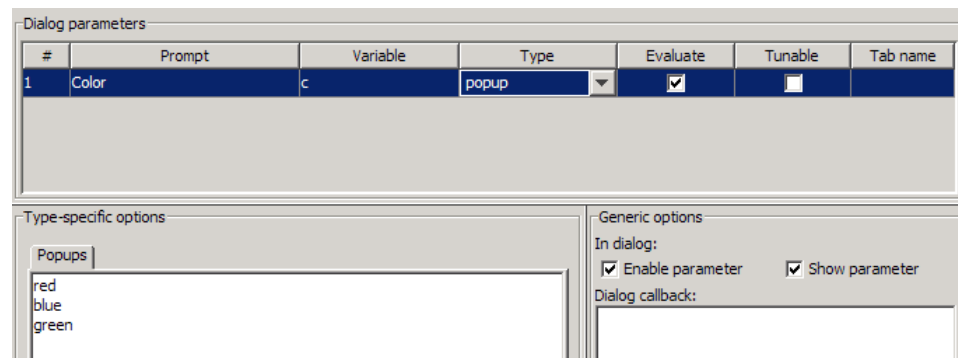 Dialog parameters
# Prompt Variable Type Evaluate Tunable Tab name
1 Color c popup
Type-specific options
Popups
red
blue
green
Generic options
In dialog:
Enable parameter Show parameter
Dialog callback: